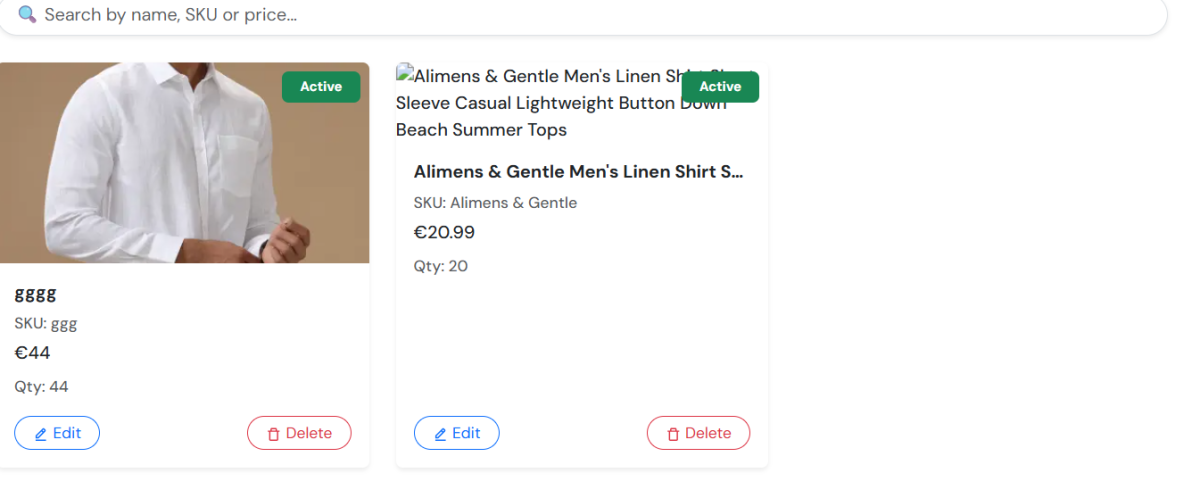 Search by name, SKU or price...
Active
gggg
SKU: ggg
€44
Qty: 44
Edit
Delete
Alimens & Gentle Men's Linen Shirt Short
Active
Sleeve Casual Lightweight Button Down
Beach Summer Tops
Alimens & Gentle Men's Linen Shirt S...
SKU: Alimens & Gentle
€20.99
Qty: 20
Edit
Delete